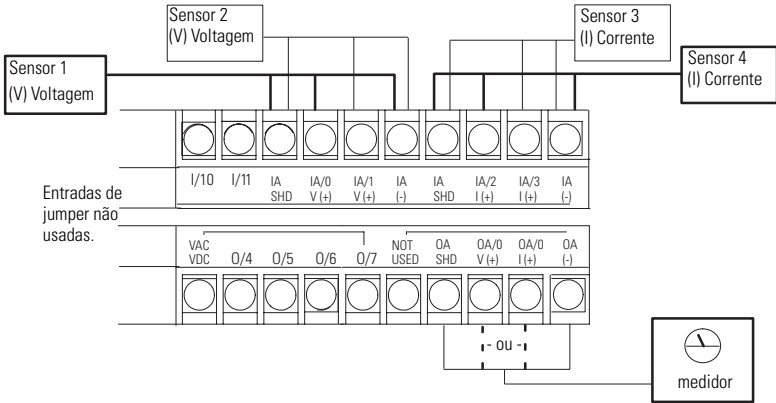 Sensor 2
(V) Voltagem
Sensor 3
(I) Corrente
Sensor 1
(V) Voltagem
Sensor 4
(I) Corrente
I/10 I/11 IA SHD IA/0 V (+) IA/1 V (+) IA (-) IA SHD IA/2 I (+) IA/3 I (+) IA (-)
Entradas de
jumper não
usadas.
VAC VDC O/4 O/5 O/6 O/7 NOT USED OA SHD OA/0 V (+) OA/0 I (+) OA (-)
- ou -
medidor